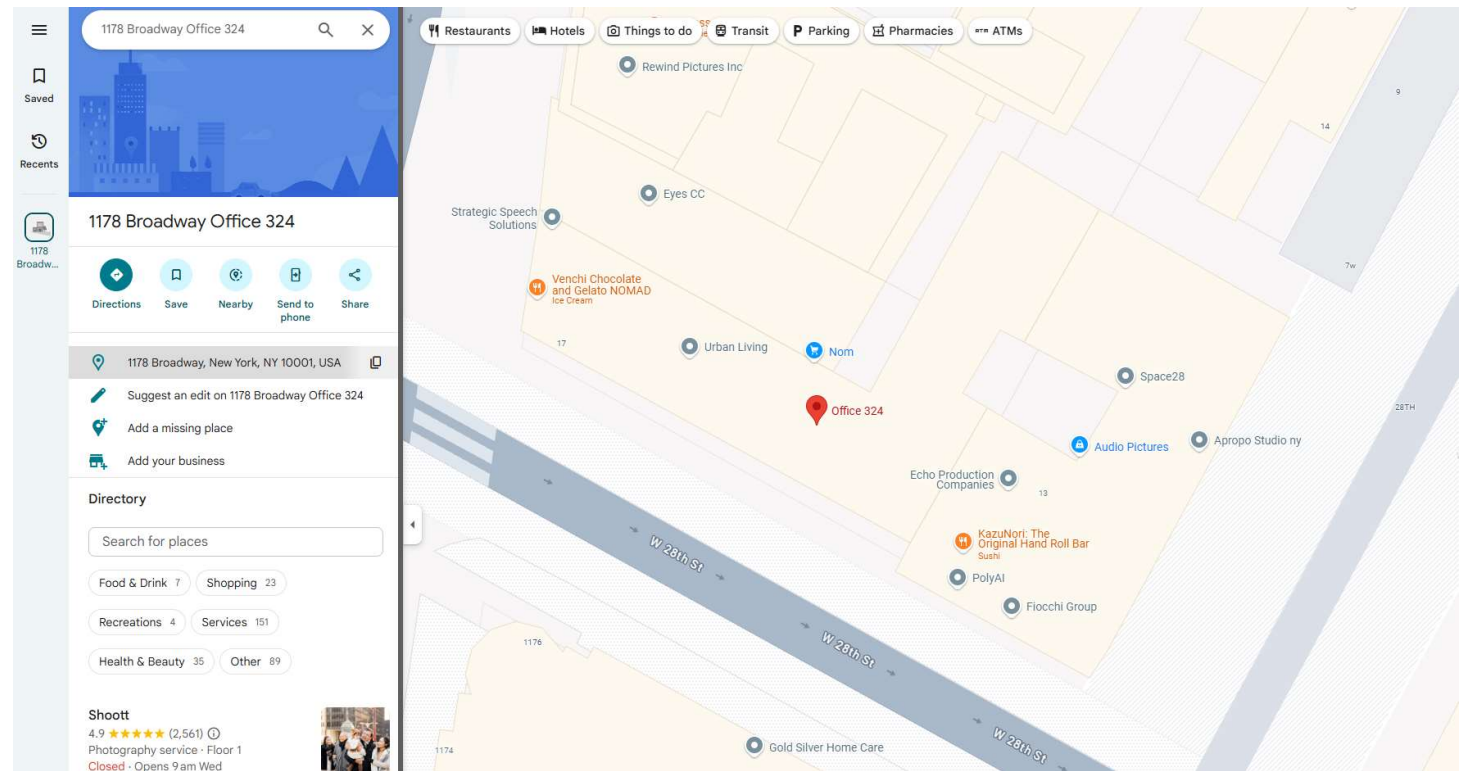 1178 Broadway Office 324
Saved
Recents
1178
Broadw...
1178 Broadway Office 324
Directions
Save
Nearby
Send to
phone
Share
1178 Broadway, New York, NY 10001, USA
Suggest an edit on 1178 Broadway Office 324
Add a missing place
Add your business
Directory
Search for places
Food & Drink 7
Shopping 23
Recreations 4
Services 151
Health & Beauty 35
Other 89
Shoott
4.9 ★★★★★ (2,561)
Photography service · Floor 1
Closed · Opens 9 am Wed
Restaurants
Hotels
Things to do
Transit
Parking
Pharmacies
ATM ATMs
Rewind Pictures Inc
9
14
Eyes CC
Strategic Speech
Solutions
7w
Venchi Chocolate
and Gelato NOMAD
Ice Cream
17
Urban Living
Nom
Space28
Office 324
28TH
Audio Pictures
Apropo Studio ny
Echo Production
Companies
13
KazuNori: The
Original Hand Roll Bar
Sushi
W 28th St
PolyAI
Fiocchi Group
1176
W 28th St
W 28th St
1174
Gold Silver Home Care